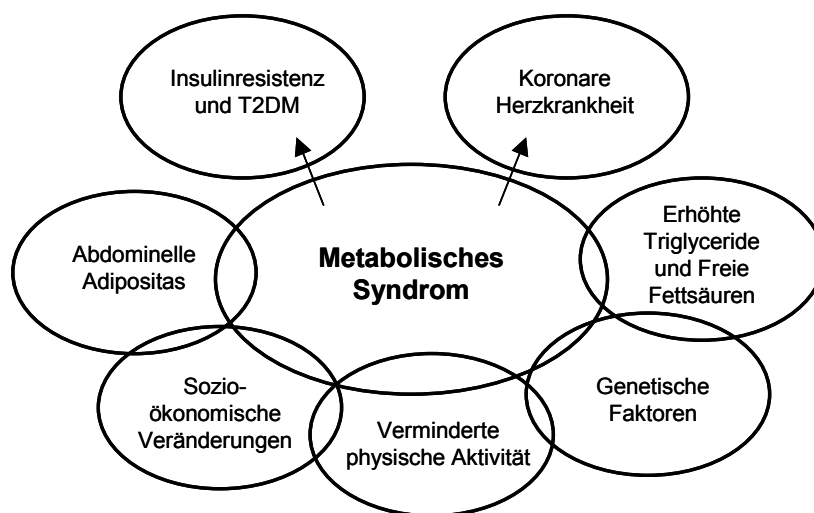 Insulinresistenz
und T2DM
Koronare
Herzkrankheit
Abdominelle
Adipositas
Metabolisches
Syndrom
Erhöhte
Triglyceride
und Freie
Fettsäuren
Sozio-
ökonomische
Veränderungen
Verminderte
physische Aktivität
Genetische
Faktoren